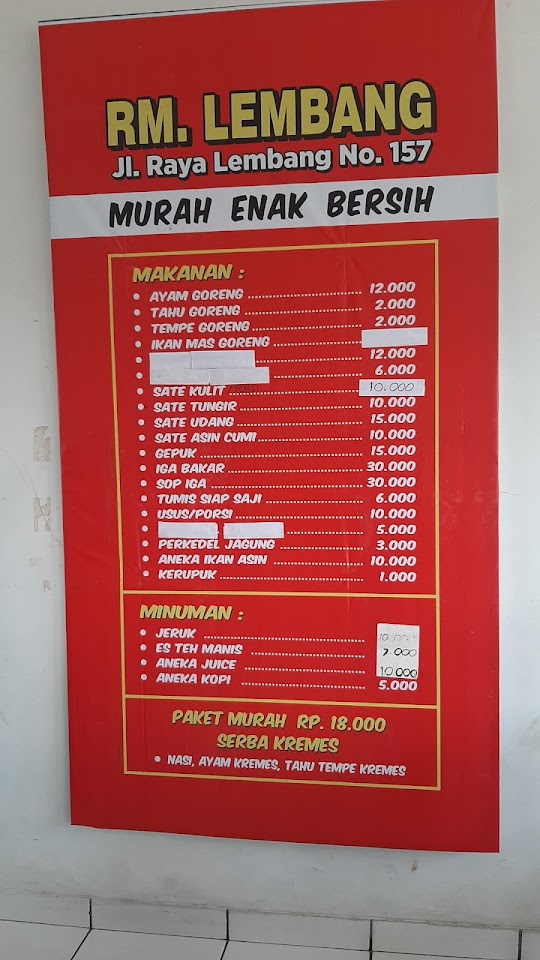 RM. LEMBANG
Jl. Raya Lembang No. 157
MURAH ENAK BERSIH
MAKANAN :
• AYAM GORENG 12.000
• TAHU GORENG 2.000
• TEMPE GORENG 2.000
• IKAN MAS GORENG
• 12.000
• 6.000
• SATE KULIT 10.000
• SATE TUNGIR 10.000
• SATE UDANG 15.000
• SATE ASIN CUMI 10.000
• GEPUK 15.000
• IGA BAKAR 30.000
• SOP IGA 30.000
• TUMIS SIAP SAJI 6.000
• USUS/PORSI 10.000
• 5.000
• PERKEDEL JAGUNG 3.000
• ANEKA IKAN ASIN 10.000
• KERUPUK 1.000
MINUMAN :
• JERUK 10.000
• ES TEH MANIS 7.000
• ANEKA JUICE 10000
• ANEKA KOPI 5.000
PAKET MURAH RP. 18.000
SERBA KREMES
• NASI, AYAM KREMES, TAHU TEMPE KREMES